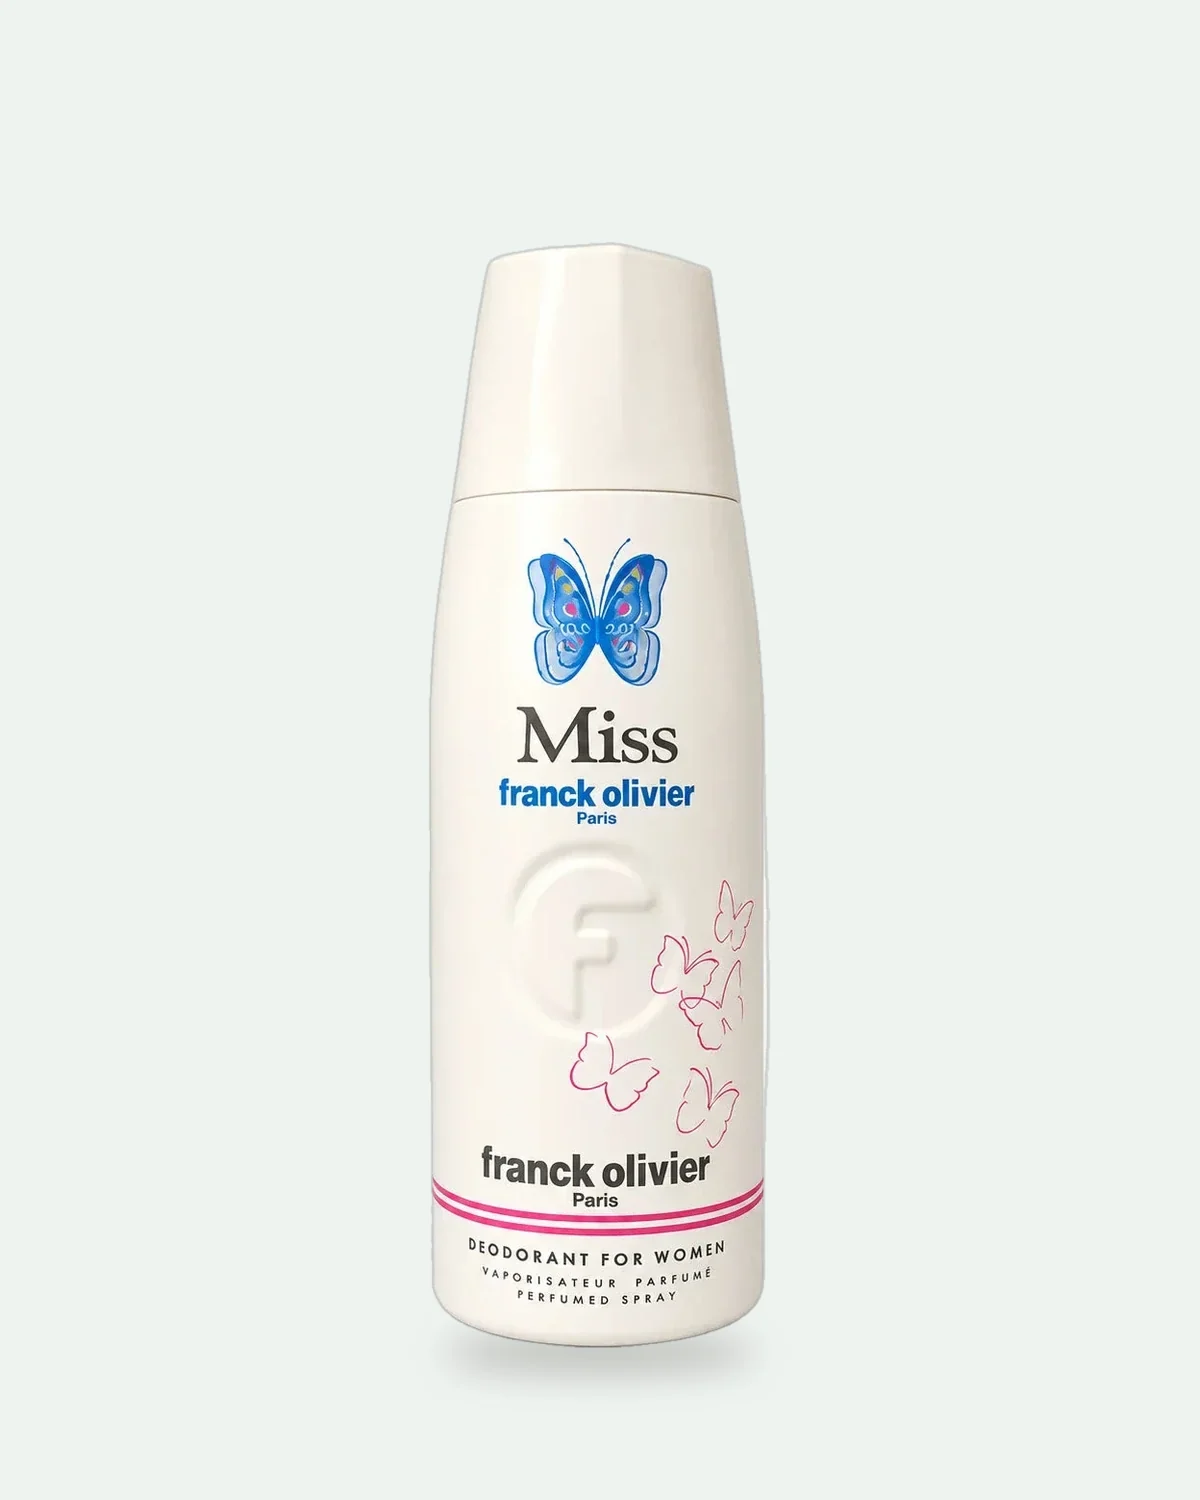 Miss
franck olivier
Paris
F
franck olivier
Paris
DEODORANT FOR WOMEN
VAPORISATEUR PARFUMÉ
PERFUMED SPRAY